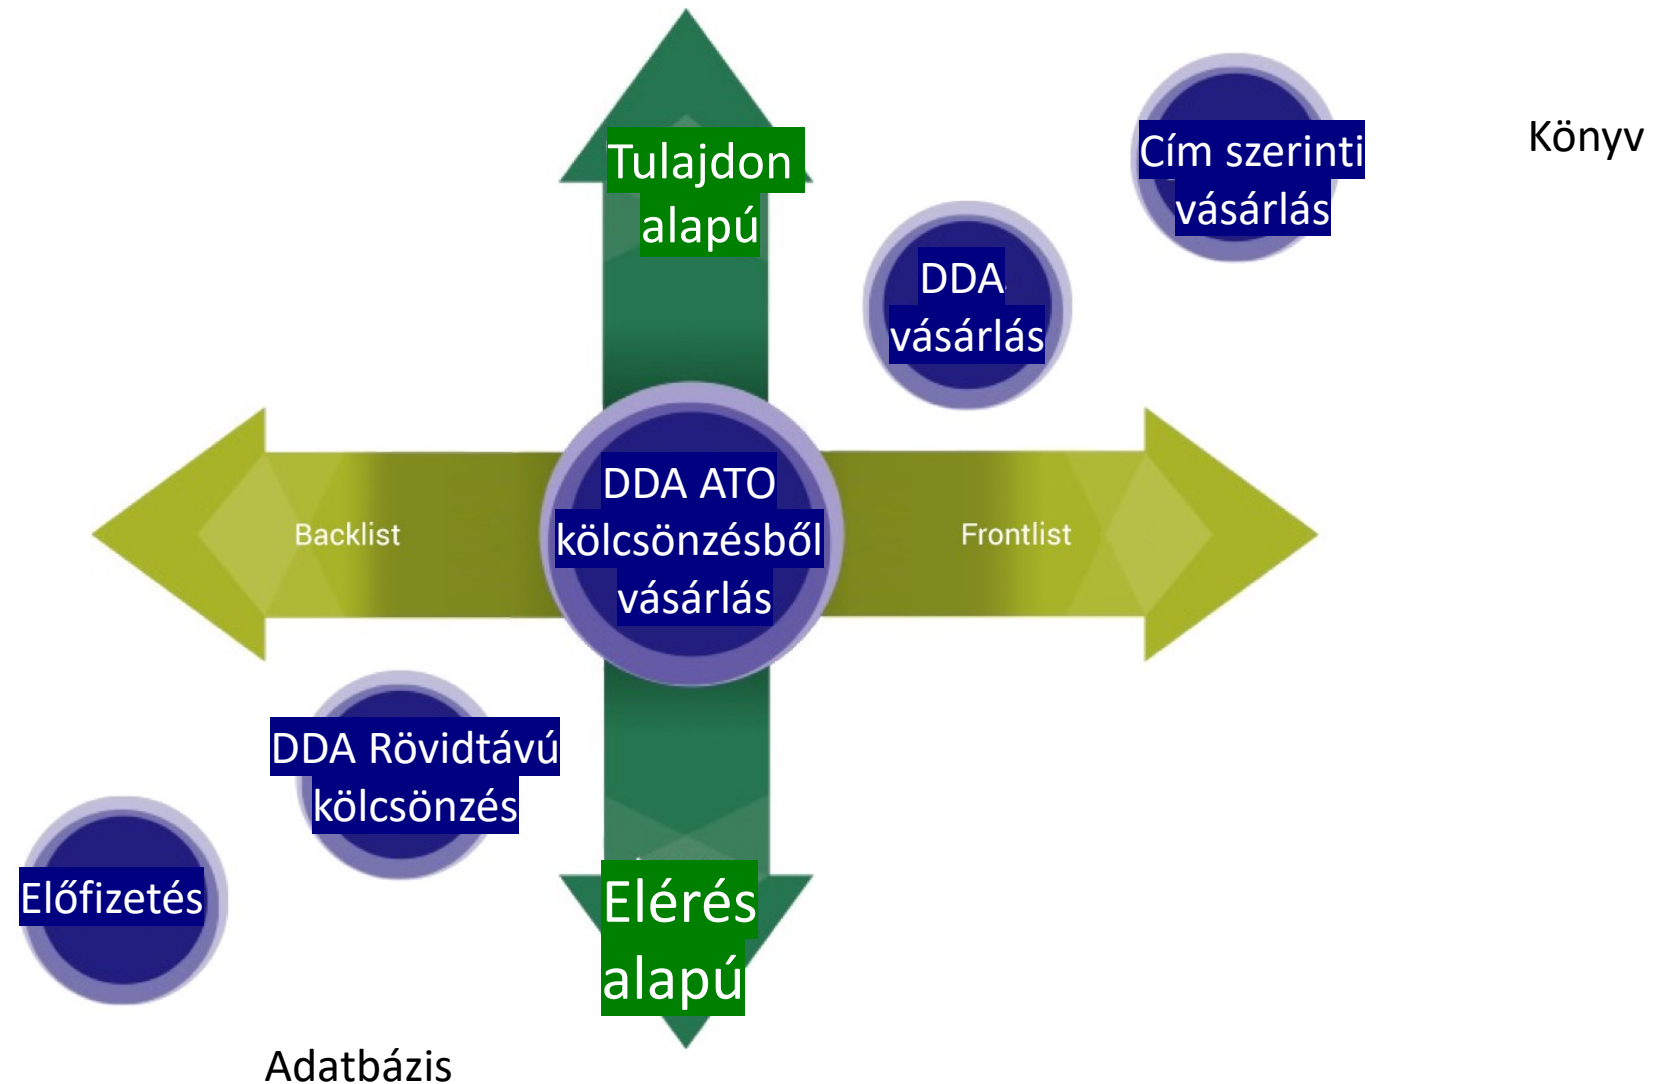 Könyv
Cím szerinti
vásárlás
Tulajdon
alapú
DDA
vásárlás
DDA ATO
kölcsönzésből
vásárlás
Backlist
Frontlist
DDA Rövidtávú
kölcsönzés
Előfizetés
Elérés
alapú
Adatbázis